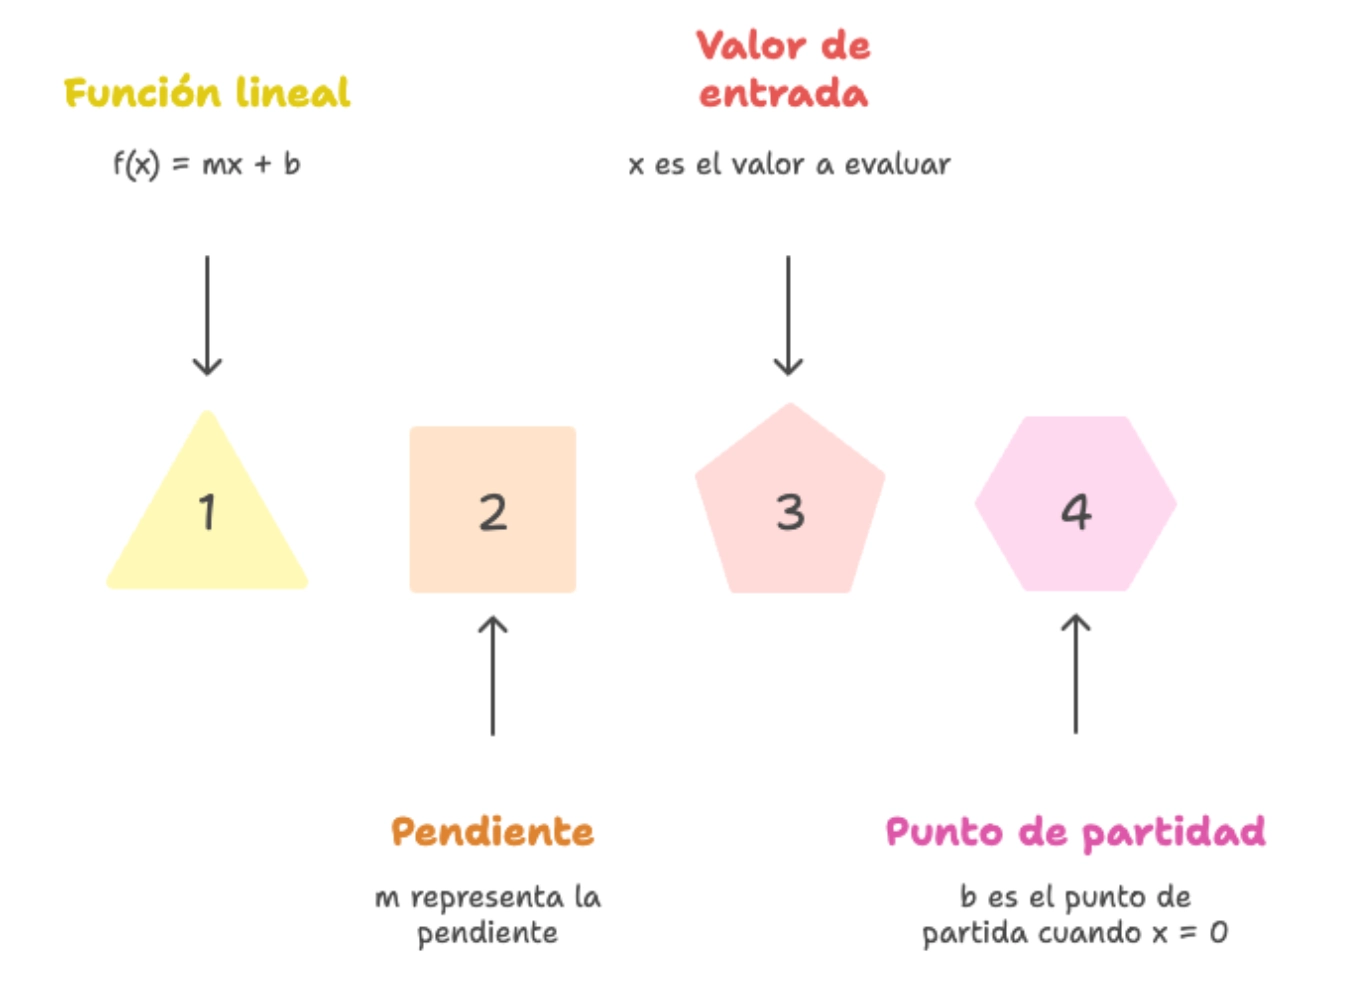 Función lineal
f(x) = mx + b
Valor de
entrada
x es el valor a evaluar
1
2
3
4
Pendiente
m representa la
pendiente
Punto de partidad
b es el punto de
partida cuando x = 0